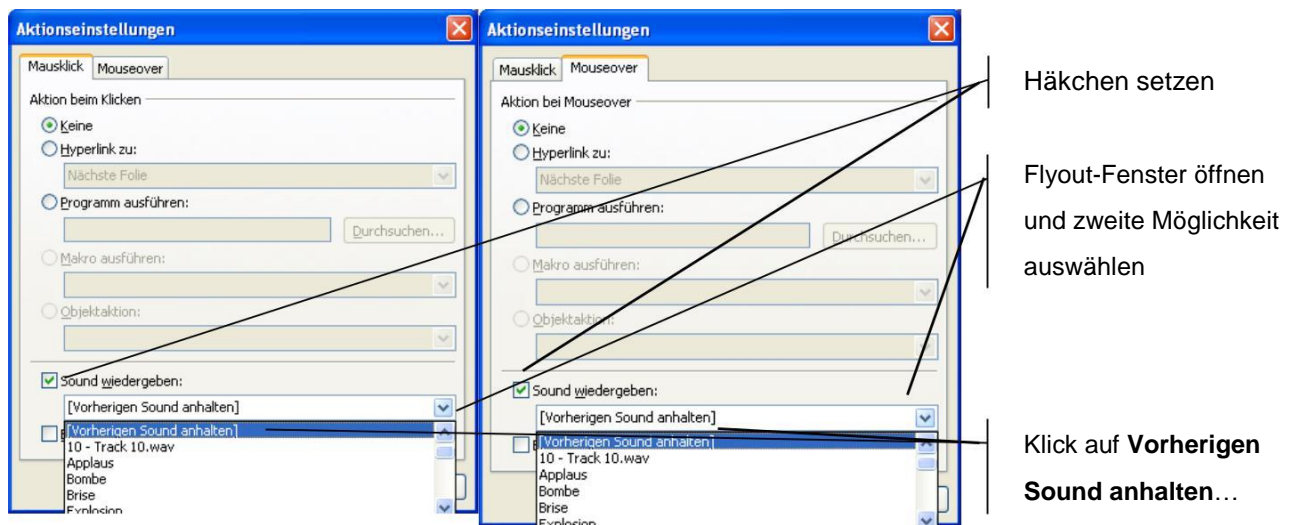 Aktionseinstellungen
Mausklick Mouseover
Aktion beim Klicken
Keine
Hyperlink zu:
Nächste Folie
Programm ausführen:
Durchsuchen...
Makro ausführen:
Objektaktion:
Sound wiedergeben:
[Vorherigen Sound anhalten]
[Vorherigen Sound anhalten]
10 - Track 10.wav
Applaus
Bombe
Brise
Explosion
Aktionseinstellungen
Mausklick Mouseover
Aktion bei Mouseover
Keine
Hyperlink zu:
Nächste Folie
Programm ausführen:
Durchsuchen...
Makro ausführen:
Objektaktion:
Sound wiedergeben:
[Vorherigen Sound anhalten]
[Vorherigen Sound anhalten]
10 - Track 10.wav
Applaus
Bombe
Brise
Explosion
Häkchen setzen
Flyout-Fenster öffnen
und zweite Möglichkeit
auswählen
Klick auf Vorherigen
Sound anhalten…